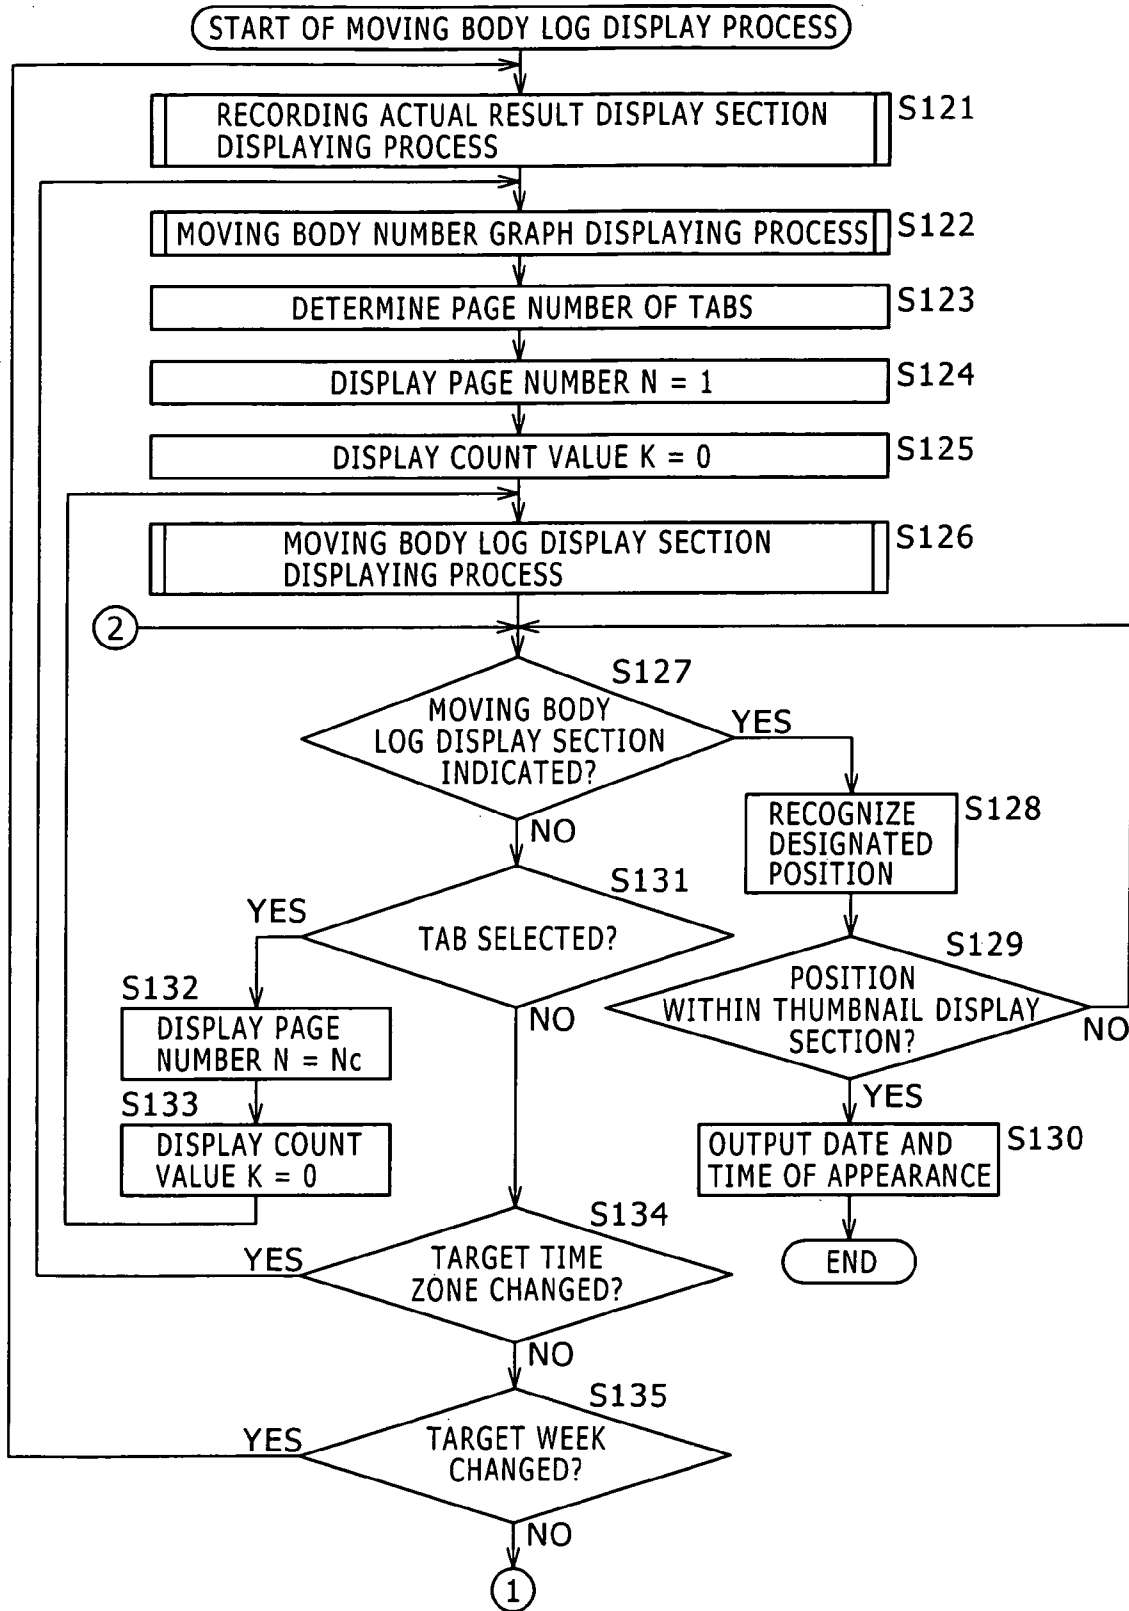 START OF MOVING BODY LOG DISPLAY PROCESS
RECORDING ACTUAL RESULT DISPLAY SECTION
DISPLAYING PROCESS
S121
MOVING BODY NUMBER GRAPH DISPLAYING PROCESS
S122
DETERMINE PAGE NUMBER OF TABS
S123
DISPLAY PAGE NUMBER N = 1
S124
DISPLAY COUNT VALUE K = 0
S125
MOVING BODY LOG DISPLAY SECTION
DISPLAYING PROCESS
S126
2
S127
MOVING BODY
LOG DISPLAY SECTION
INDICATED?
YES
NO
RECOGNIZE
DESIGNATED
POSITION
S128
S131
TAB SELECTED?
YES
NO
S129
POSITION
WITHIN THUMBNAIL DISPLAY
SECTION?
NO
YES
S132
DISPLAY PAGE
NUMBER N = Nc
S133
DISPLAY COUNT
VALUE K = 0
OUTPUT DATE AND
TIME OF APPEARANCE
S130
END
S134
TARGET TIME
ZONE CHANGED?
YES
NO
S135
TARGET WEEK
CHANGED?
YES
NO
1